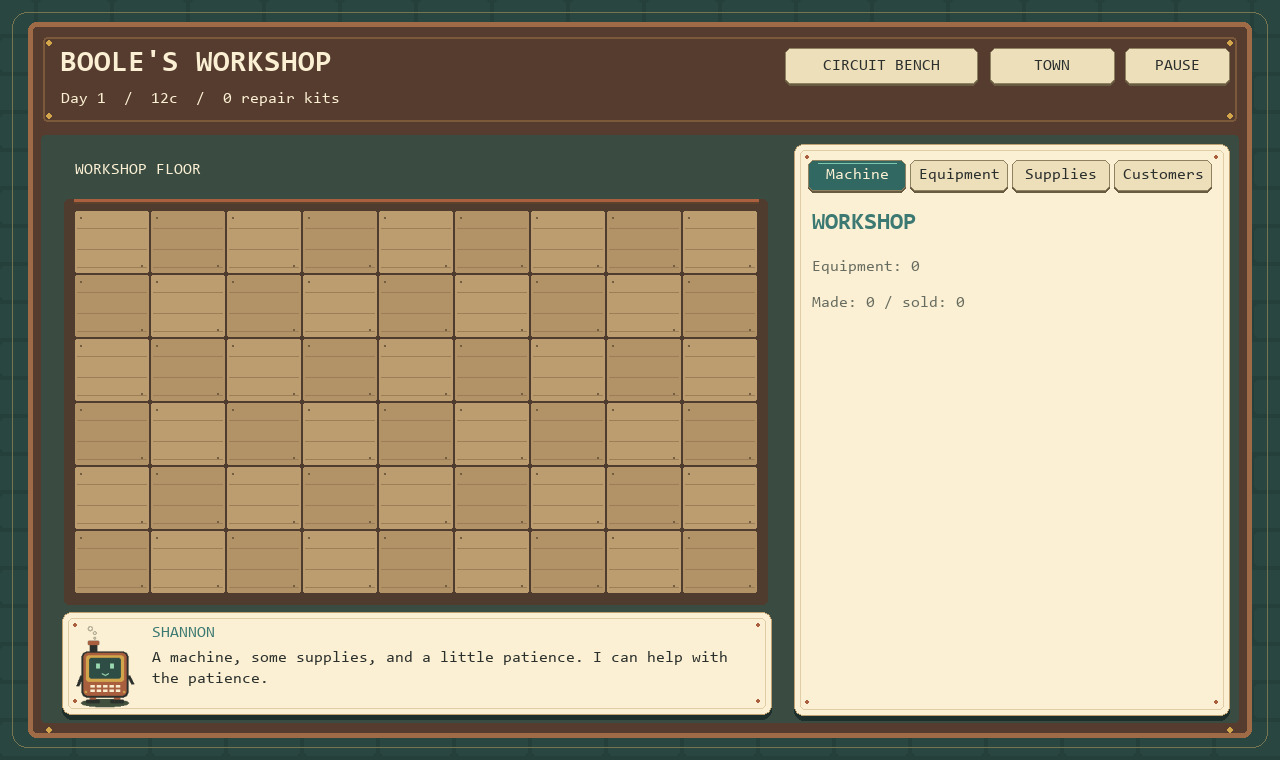 BOOLE'S WORKSHOP
Day 1 / 12c / 0 repair kits
CIRCUIT BENCH
TOWN
PAUSE
WORKSHOP FLOOR
Machine
Equipment
Supplies
Customers
WORKSHOP
Equipment: 0
Made: 0 / sold: 0
SHANNON
A machine, some supplies, and a little patience. I can help with
the patience.